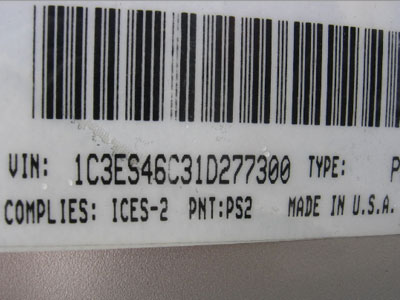 VIN: 1C3ES46C31D277300 TYPE: P
COMPLIES: ICES-2 PNT:PS2 MADE IN U.S.A.